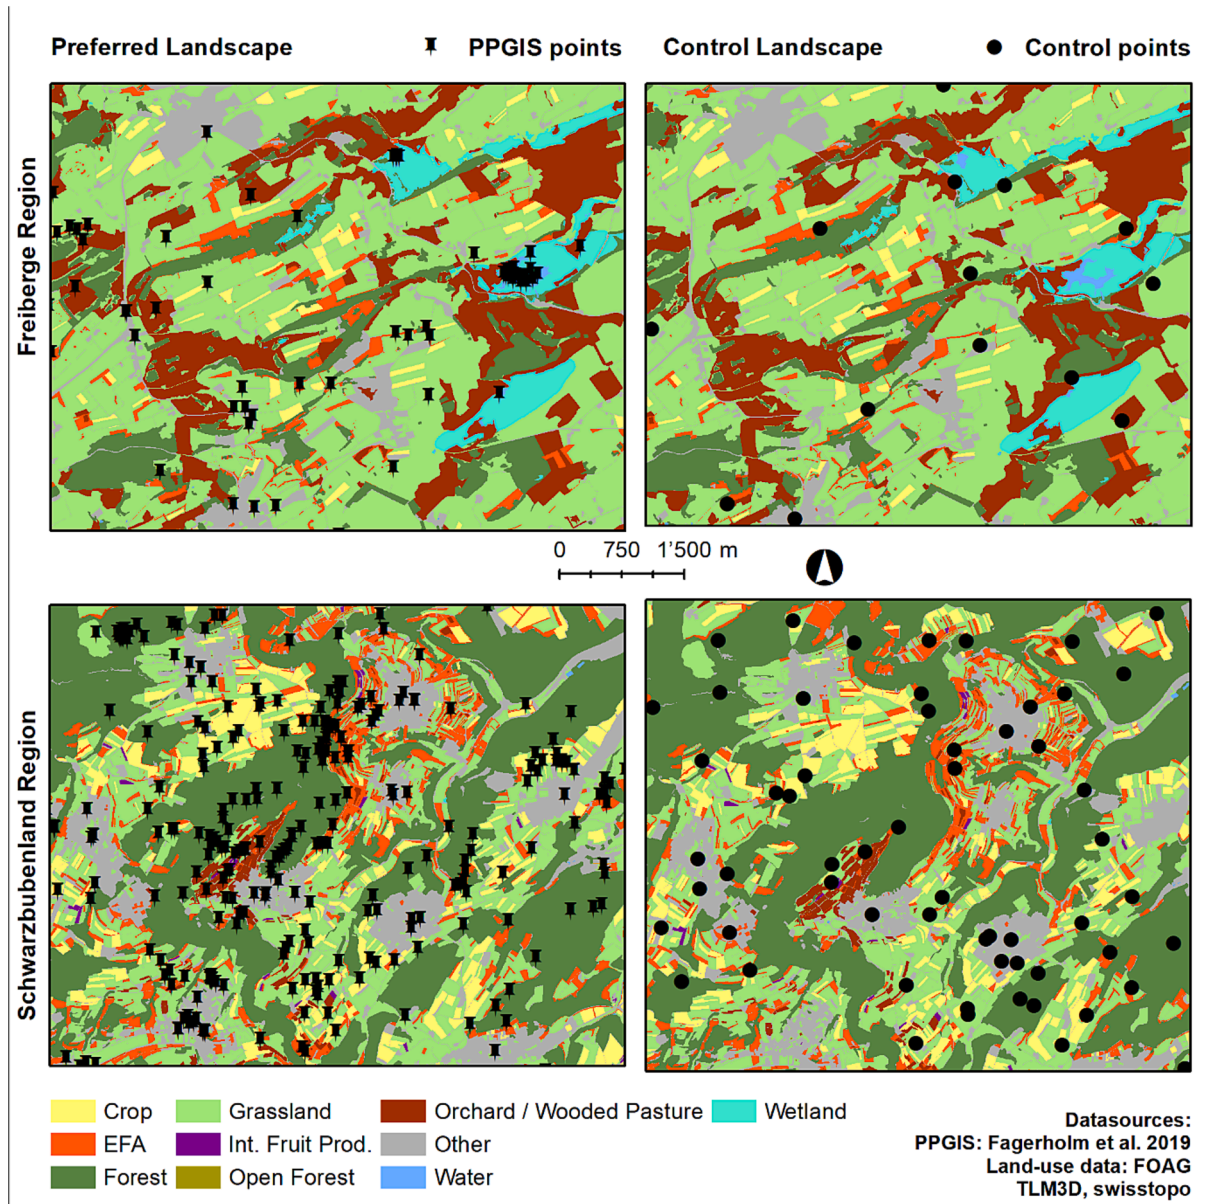 Preferred Landscape PPGIS points Control Landscape Control points
Freiberge Region
0 750 1'500 m
Schwarzbubenland Region
Crop Grassland Orchard / Wooded Pasture Wetland
EFA Int. Fruit Prod. Other
Forest Open Forest Water
Datasources:
PPGIS: Fagerholm et al. 2019
Land-use data: FOAG
TLM3D, swisstopo